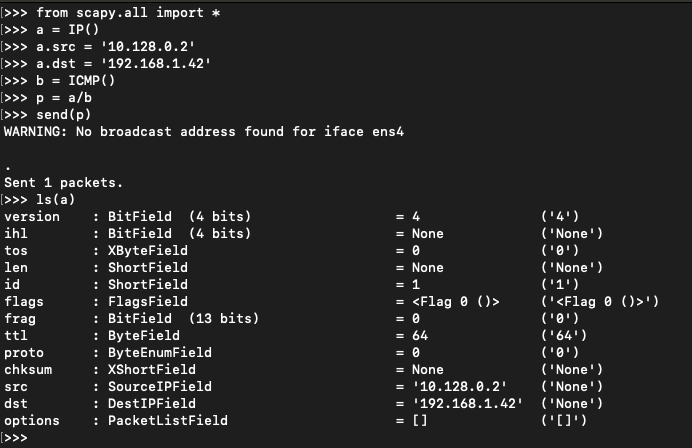 [>>> from scapy.all import *
[>>> a = IP()
[>>> a.src = '10.128.0.2'
[>>> a.dst = '192.168.1.42'
[>>> b = ICMP()
[>>> p = a/b
[>>> send(p)
WARNING: No broadcast address found for iface ens4
.
Sent 1 packets.
[>>> ls(a)
version    : BitField  (4 bits)                  = 4               ('4')
ihl        : BitField  (4 bits)                  = None            ('None')
tos        : XByteField                          = 0               ('0')
len        : ShortField                          = None            ('None')
id         : ShortField                          = 1               ('1')
flags      : FlagsField                          = <Flag 0 ()>     ('<Flag 0 ()>')
frag       : BitField  (13 bits)                 = 0               ('0')
ttl        : ByteField                           = 64              ('64')
proto      : ByteEnumField                       = 0               ('0')
chksum     : XShortField                         = None            ('None')
src        : SourceIPField                       = '10.128.0.2'    ('None')
dst        : DestIPField                         = '192.168.1.42'  ('None')
options    : PacketListField                     = []              ('[]')
>>>